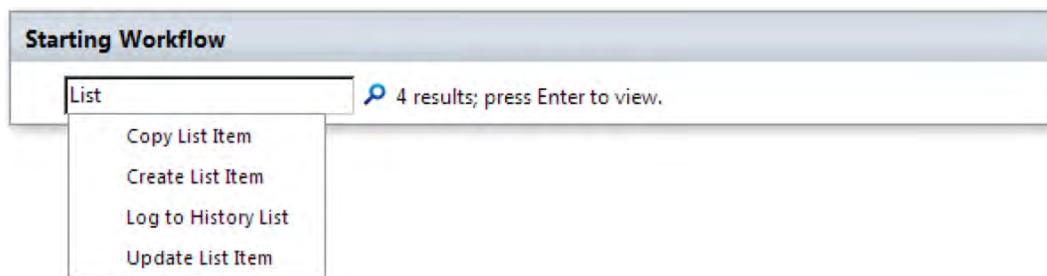 Starting Workflow
List 4 results; press Enter to view.
Copy List Item
Create List Item
Log to History List
Update List Item